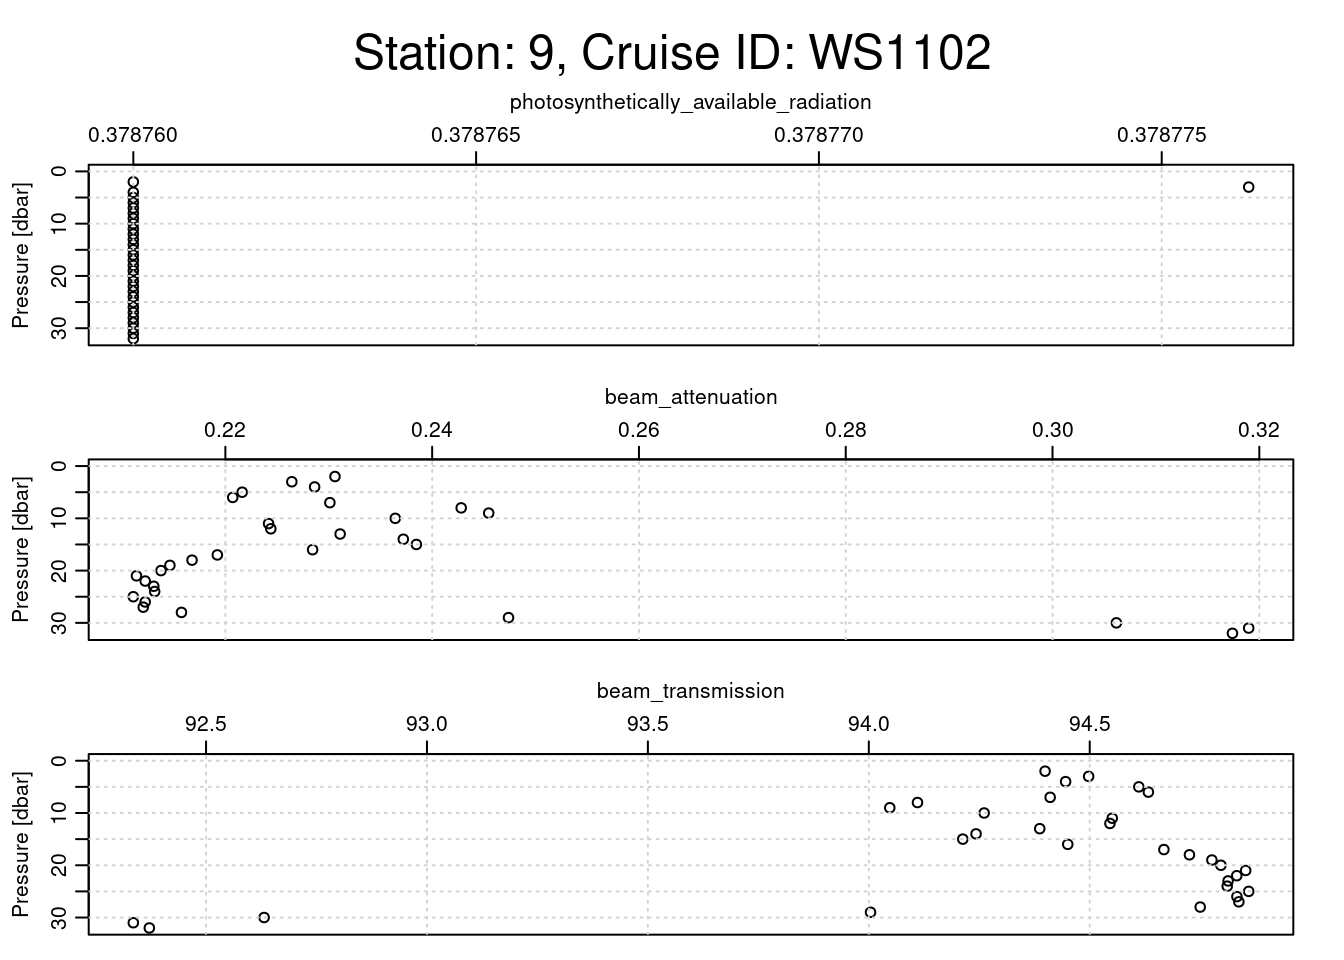 Station: 9, Cruise ID: WS1102
photosynthetically_available_radiation
0.378760 0.378765 0.378770 0.378775
Pressure [dbar]
0
10
20
30
beam_attenuation
0.22 0.24 0.26 0.28 0.30 0.32
Pressure [dbar]
0
10
20
30
beam_transmission
92.5 93.0 93.5 94.0 94.5
Pressure [dbar]
0
10
20
30